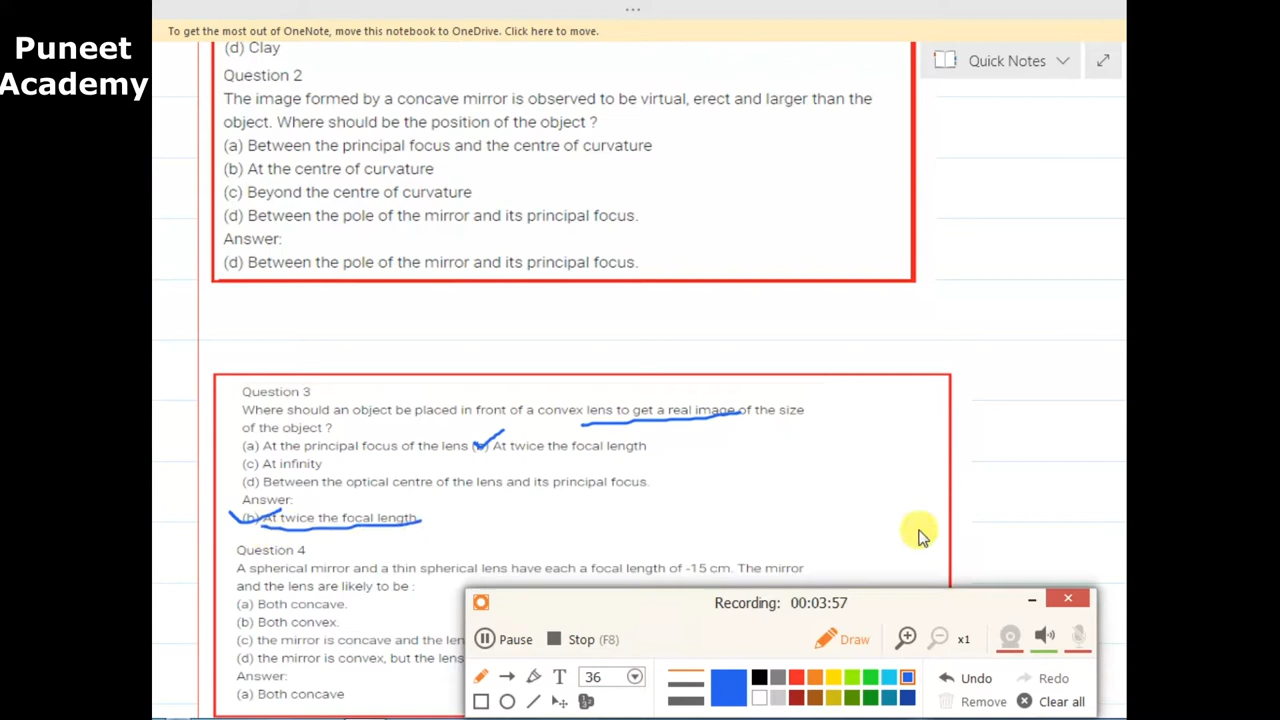 Puneet
Academy
To get the most out of OneNote, move this notebook to OneDrive. Click here to move.
Quick Notes
(d) Clay
Question 2
The image formed by a concave mirror is observed to be virtual, erect and larger than the
object. Where should be the position of the object ?
(a) Between the principal focus and the centre of curvature
(b) At the centre of curvature
(c) Beyond the centre of curvature
(d) Between the pole of the mirror and its principal focus.
Answer:
(d) Between the pole of the mirror and its principal focus.
Question 3
Where should an object be placed in front of a convex lens to get a real image of the size
of the object ?
(a) At the principal focus of the lens (b) At twice the focal length
(c) At infinity
(d) Between the optical centre of the lens and its principal focus.
Answer:
(b) At twice the focal length
Question 4
A spherical mirror and a thin spherical lens have each a focal length of -15 cm. The mirror
and the lens are likely to be :
(a) Both concave.
(b) Both convex.
(c) the mirror is concave and the len
(d) the mirror is convex, but the lens
Answer:
(a) Both concave
Recording: 00:03:57
Pause
Stop (F8)
Draw
x1
T
36
Undo
Redo
Remove
Clear all